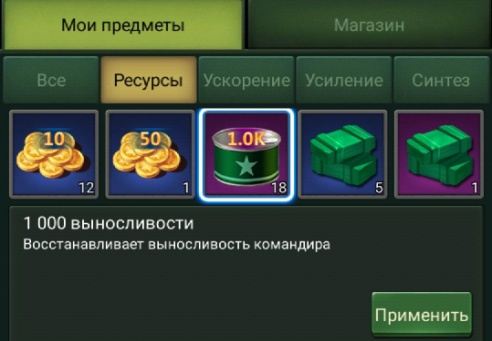 Мои предметы Магазин
Все Ресурсы Ускорение Усиление Синтез
10 50 1.0K
12 1 18 5 1
1 000 выносливости
Восстанавливает выносливость командира
Применить